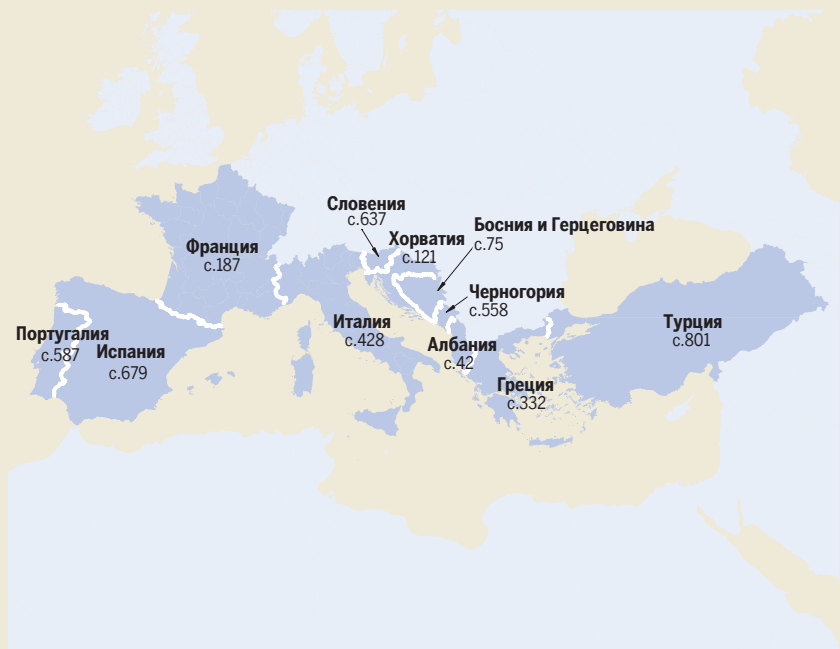 Словения
с.637
Босния и Герцеговина
с.75
Хорватия
с.121
Франция
с.187
Черногория
с.558
Италия
с.428
Турция
с.801
Португалия
с.587
Испания
с.679
Албания
с.42
Греция
с.332